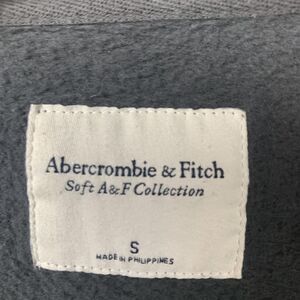 Abercrombie & Fitch
Soft A&F Collection
S
MADE IN PHILIPPINES